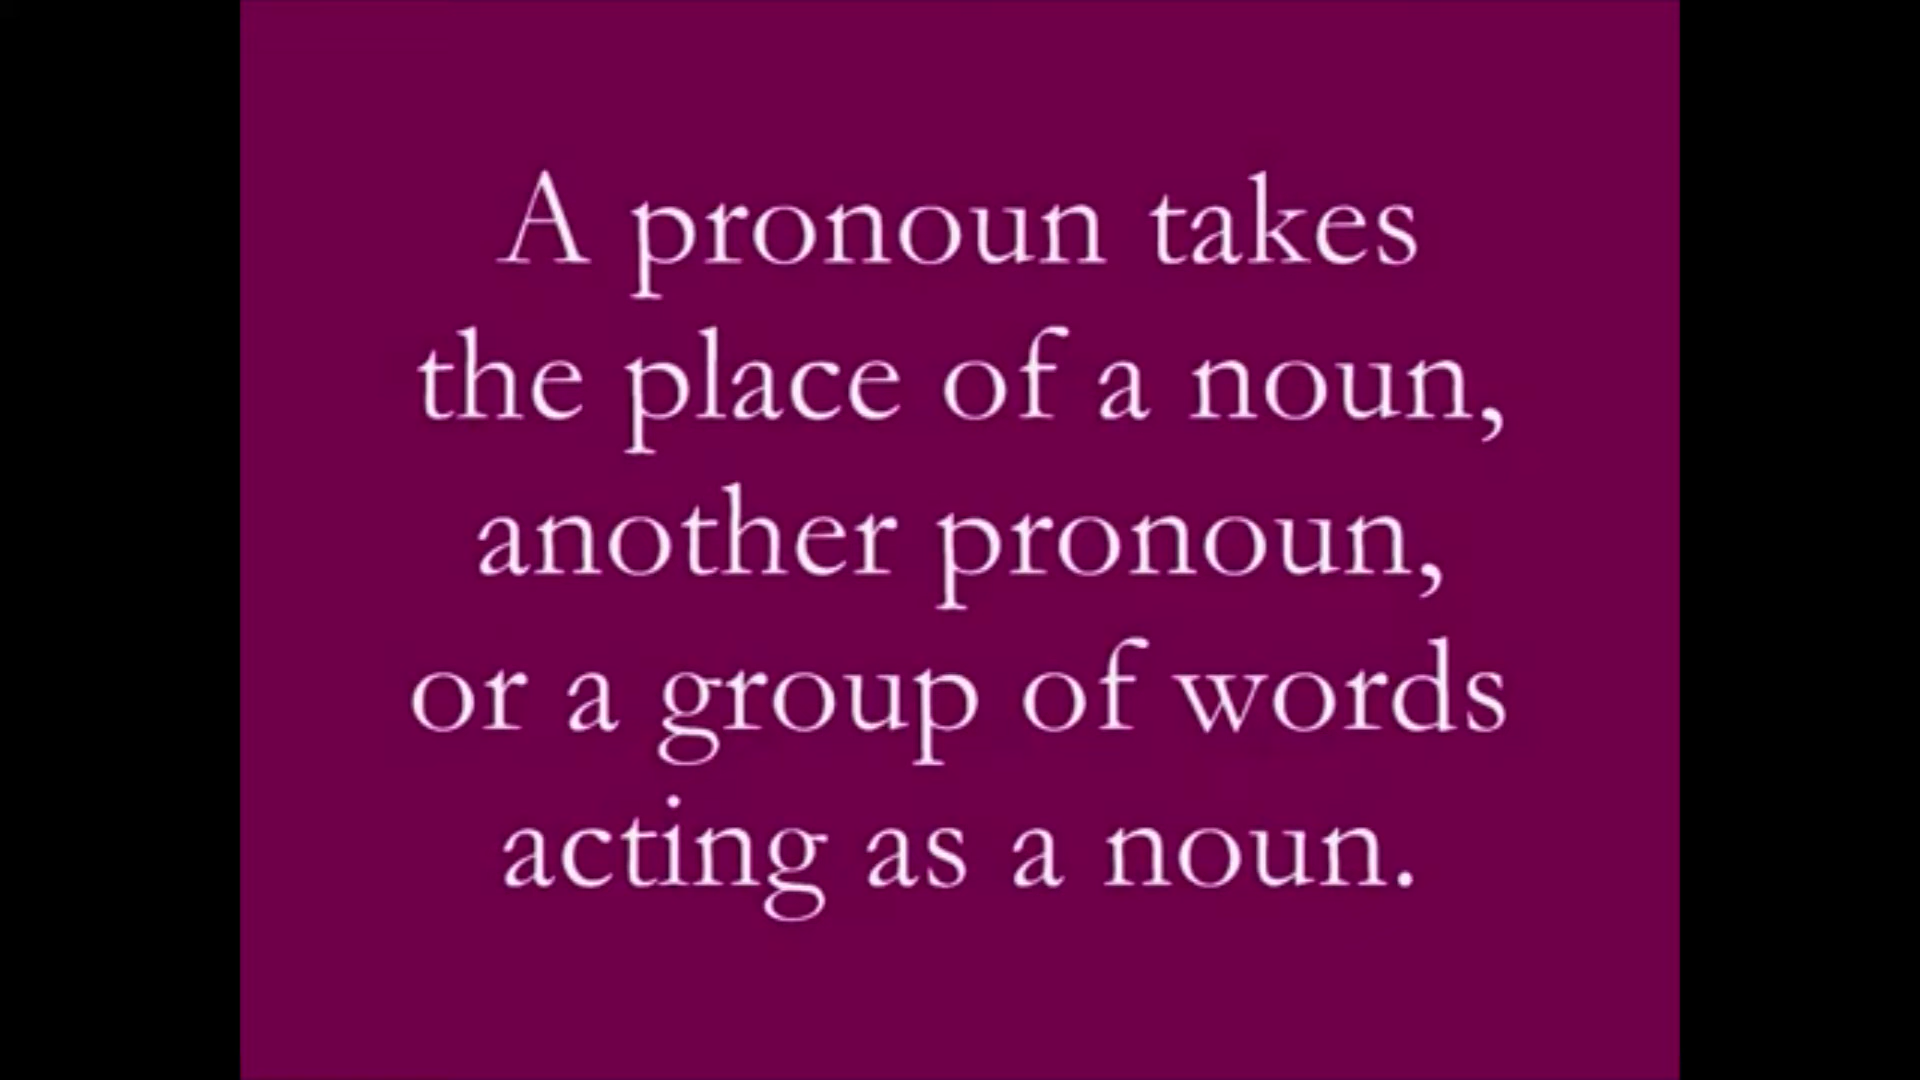 A pronoun takes
the place of a noun,
another pronoun,
or a group of words
acting as a noun.